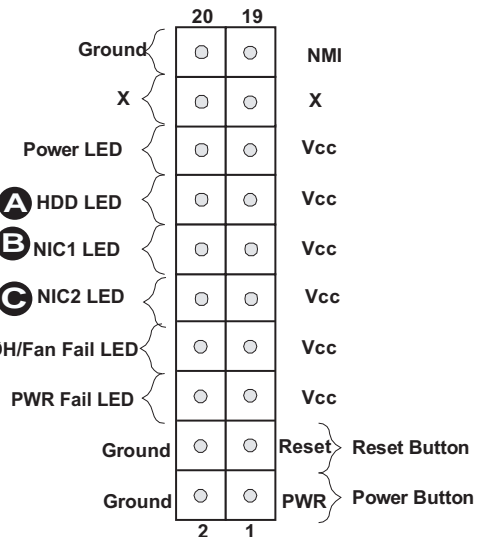 20 19
Ground NMI
X X
Power LED Vcc
A HDD LED Vcc
B NIC1 LED Vcc
C NIC2 LED Vcc
OH/Fan Fail LED Vcc
PWR Fail LED Vcc
Ground Reset Reset Button
Ground PWR Power Button
2 1